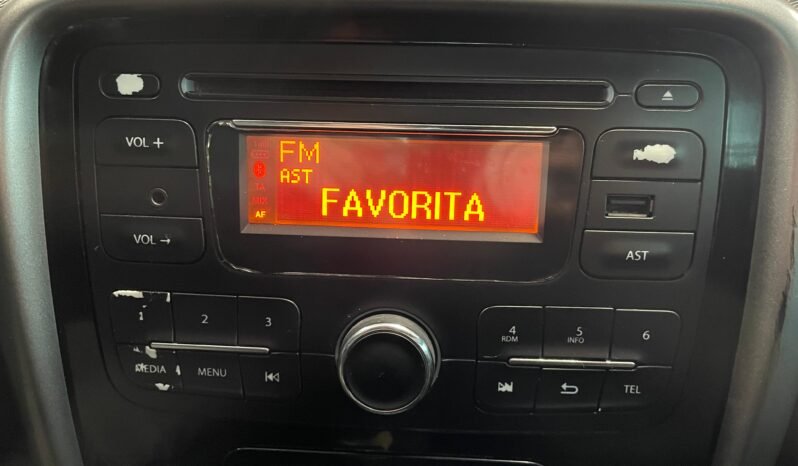 VOL +
VOL →
FM
AST
TA
MIX
AF
FAVORITA
AST
1
2
3
4
RDM
5
INFO
6
MEDIA
MENU
TEL